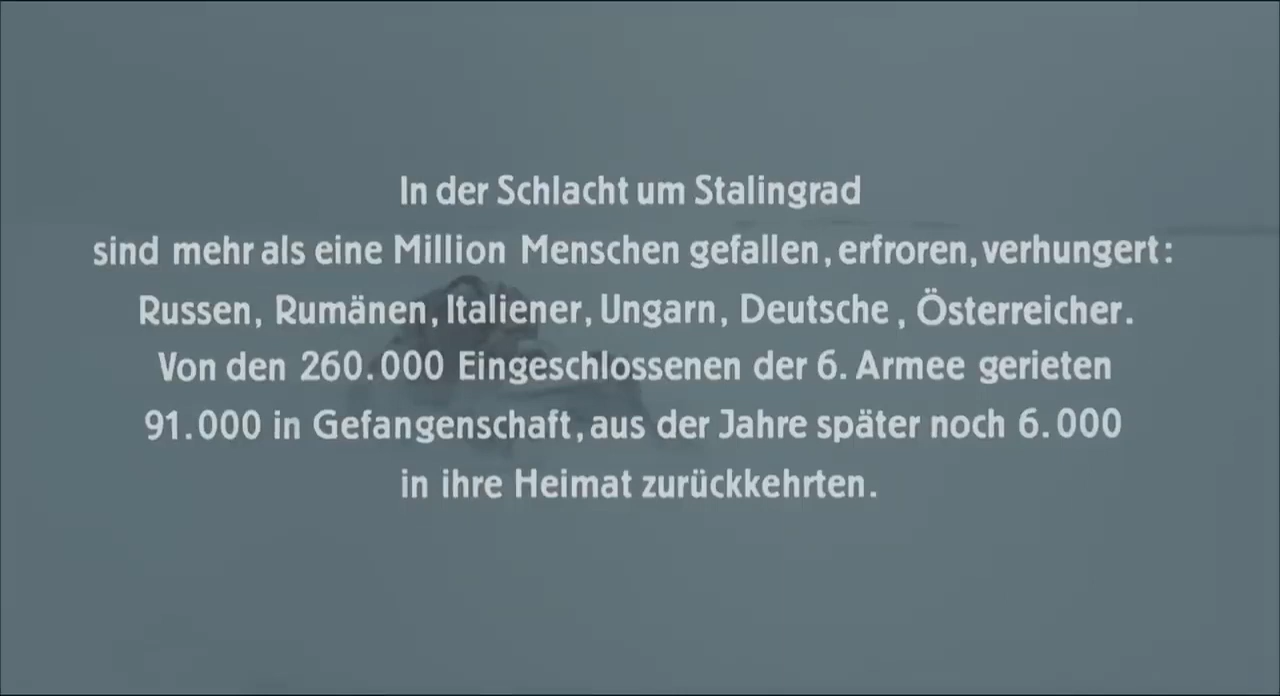 In der Schlacht um Stalingrad
sind mehr als eine Million Menschen gefallen, erfroren, verhungert:
Russen, Rumänen, Italiener, Ungarn, Deutsche, Österreicher.
Von den 260.000 Eingeschlossenen der 6. Armee gerieten
91.000 in Gefangenschaft, aus der Jahre später noch 6.000
in ihre Heimat zurückkehrten.